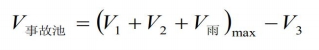 V事故池 = (V1 + V2 + V雨)max − V3